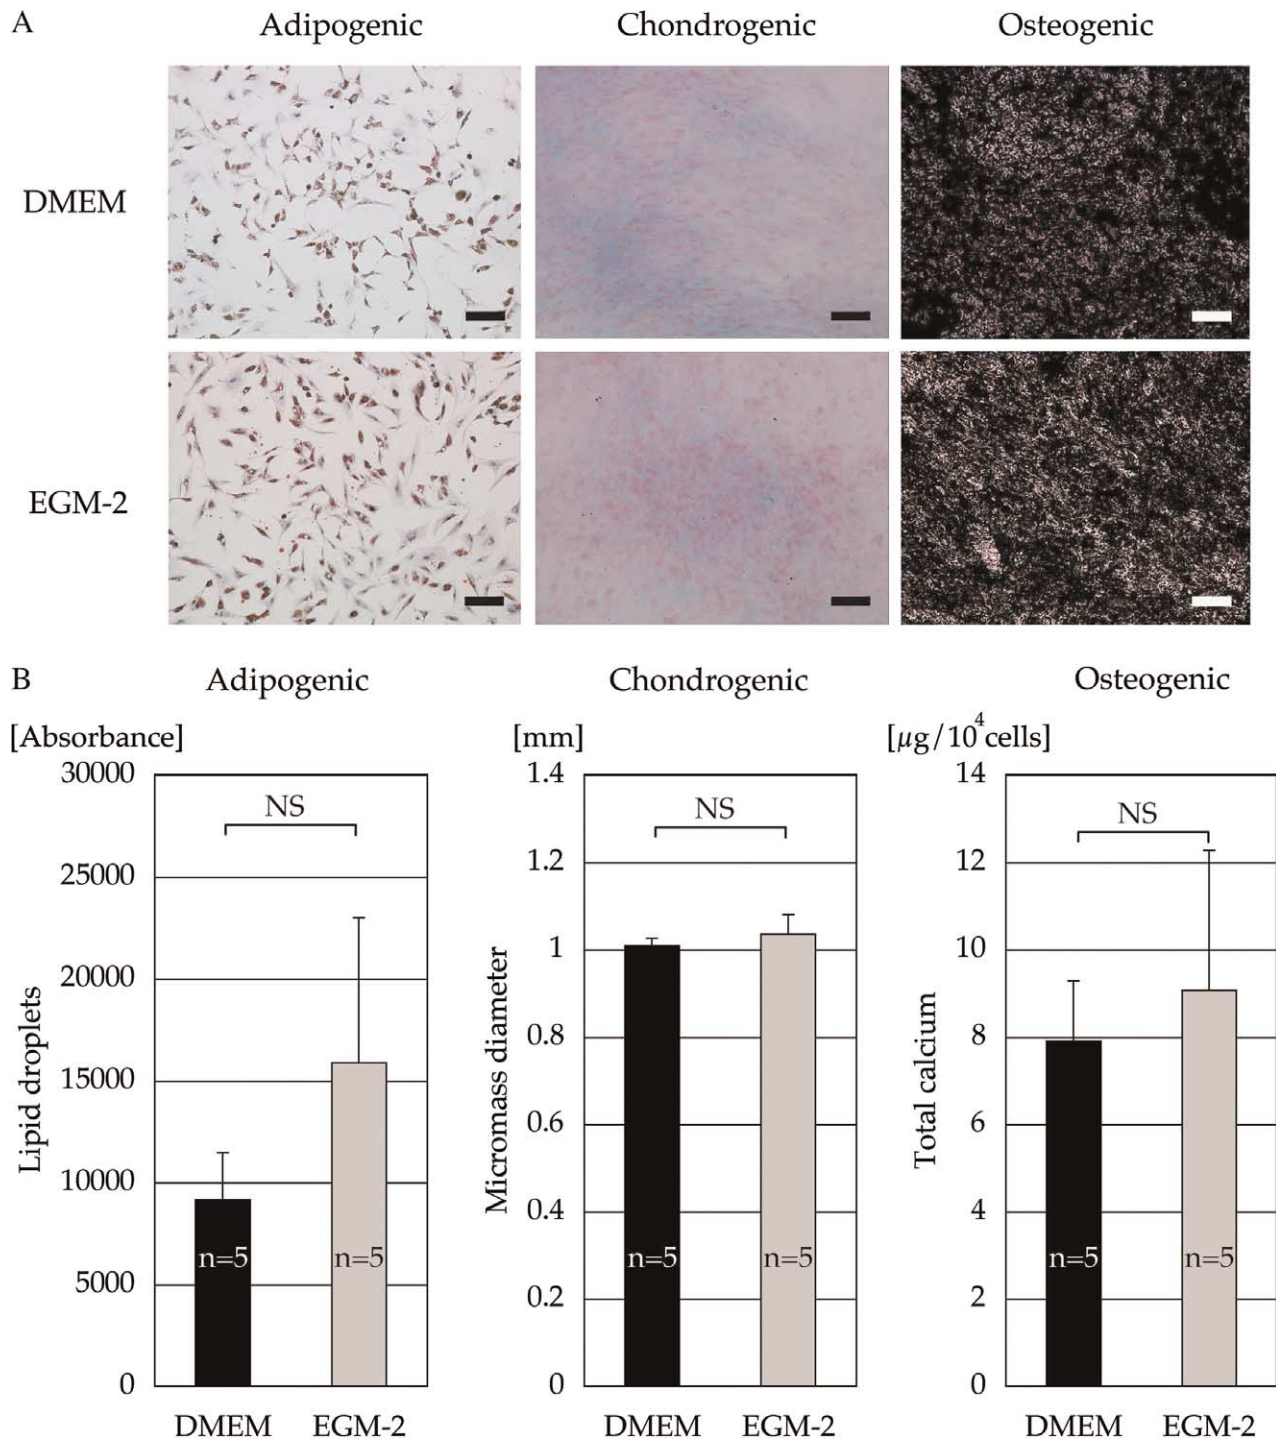 A
Adipogenic Chondrogenic Osteogenic
DMEM
EGM-2
B
Adipogenic Chondrogenic Osteogenic
[Absorbance] [mm] [µg/10⁴cells]
Lipid droplets
30000
25000
20000
15000
10000
5000
0
NS
n=5 n=5
DMEM EGM-2
Micromass diameter
1.4
1.2
1
0.8
0.6
0.4
0.2
0
NS
n=5 n=5
DMEM EGM-2
Total calcium
14
12
10
8
6
4
2
0
NS
n=5 n=5
DMEM EGM-2